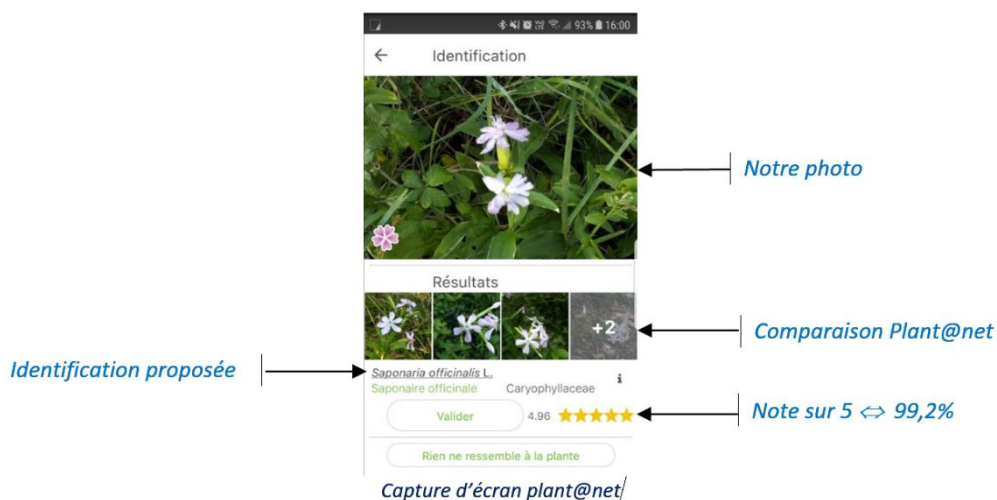 93% 16:00
Identification
Notre photo
Résultats
+2
Comparaison Plant@net
Identification proposée
Saponaria officinalis L.
Saponaire officinale Caryophyllaceae i
Valider 4.96
Note sur 5 ⇔ 99,2%
Rien ne ressemble à la plante
Capture d'écran plant@net